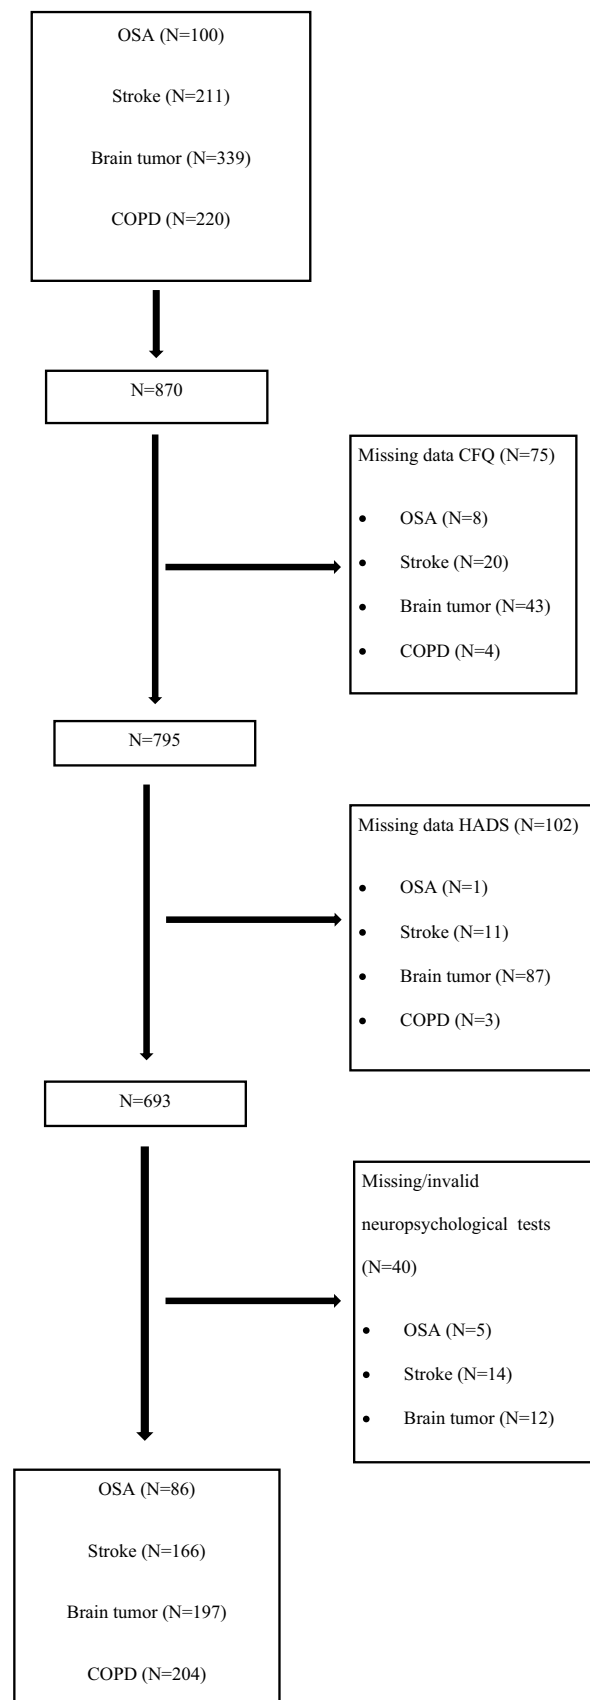 OSA (N=100)
Stroke (N=211)
Brain tumor (N=339)
COPD (N=220)
N=870
Missing data CFQ (N=75)
• OSA (N=8)
• Stroke (N=20)
• Brain tumor (N=43)
• COPD (N=4)
N=795
Missing data HADS (N=102)
• OSA (N=1)
• Stroke (N=11)
• Brain tumor (N=87)
• COPD (N=3)
N=693
Missing/invalid
neuropsychological tests
(N=40)
• OSA (N=5)
• Stroke (N=14)
• Brain tumor (N=12)
OSA (N=86)
Stroke (N=166)
Brain tumor (N=197)
COPD (N=204)